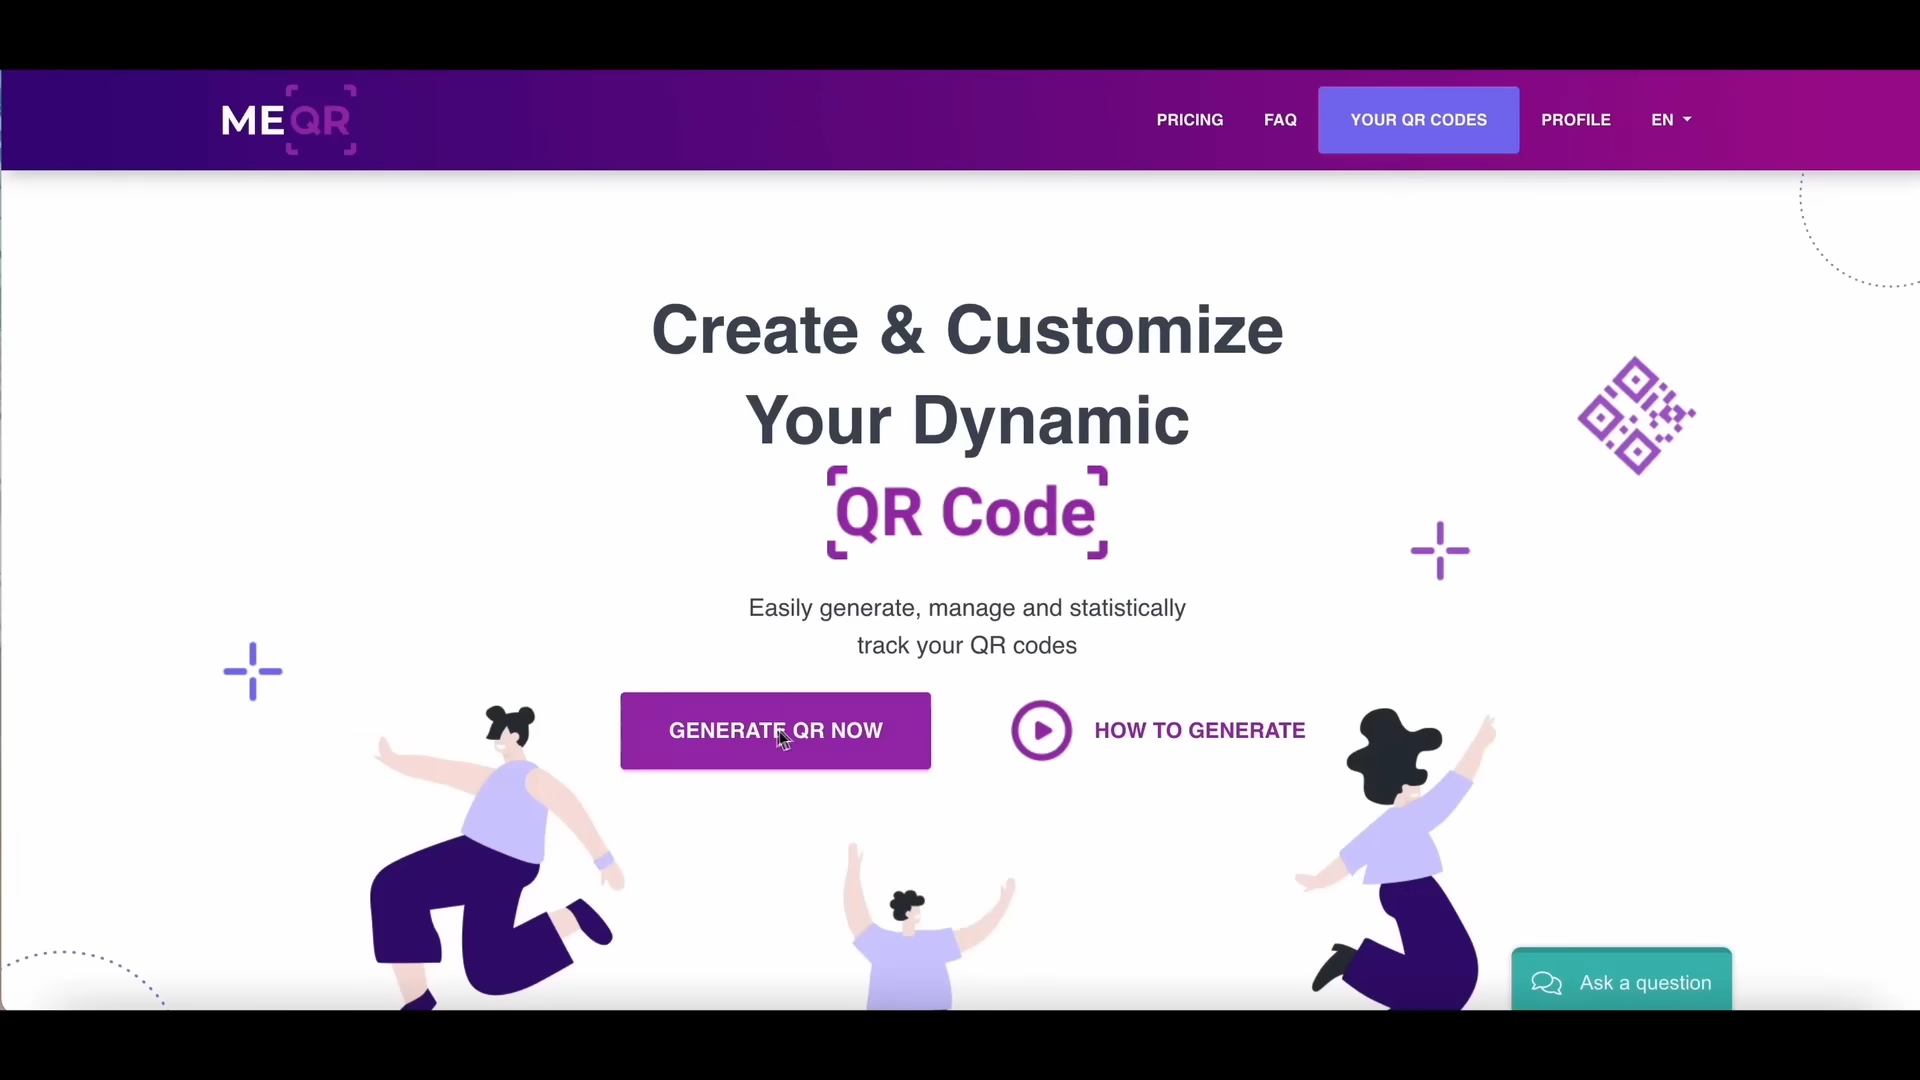 MEQR
PRICING
FAQ
YOUR QR CODES
PROFILE
EN
Create & Customize
Your Dynamic
QR Code
Easily generate, manage and statistically
track your QR codes
GENERATE QR NOW
HOW TO GENERATE
Ask a question